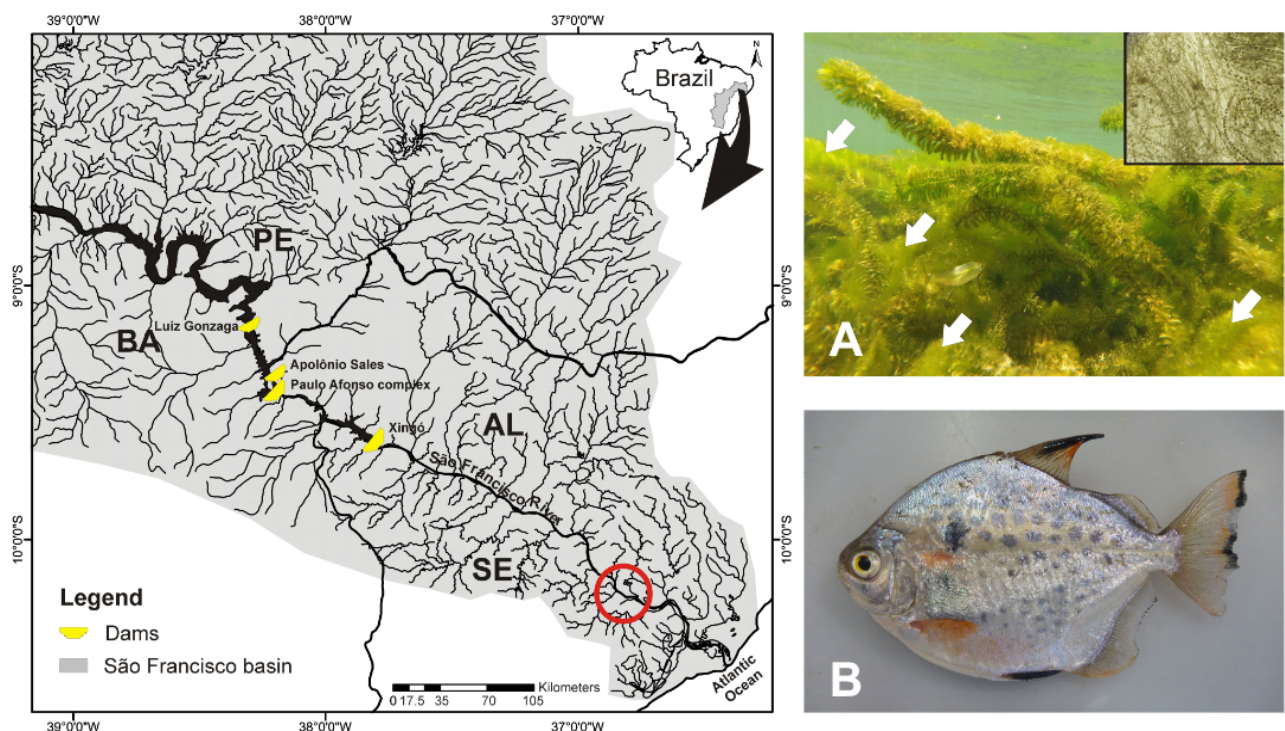 39°0'0"W
38°0'0"W
37°0'0"W
N
Brazil
PE
9°0'0"S
9°0'0"S
Luiz Gonzaga
BA
Apolônio Sales
Paulo Afonso complex
Xingó
AL
São Francisco River
10°0'0"S
10°0'0"S
SE
Legend
Dams
São Francisco basin
Kilometers
0 17.5 35 70 105
Atlantic
Ocean
39°0'0"W
38°0'0"W
37°0'0"W
A
B